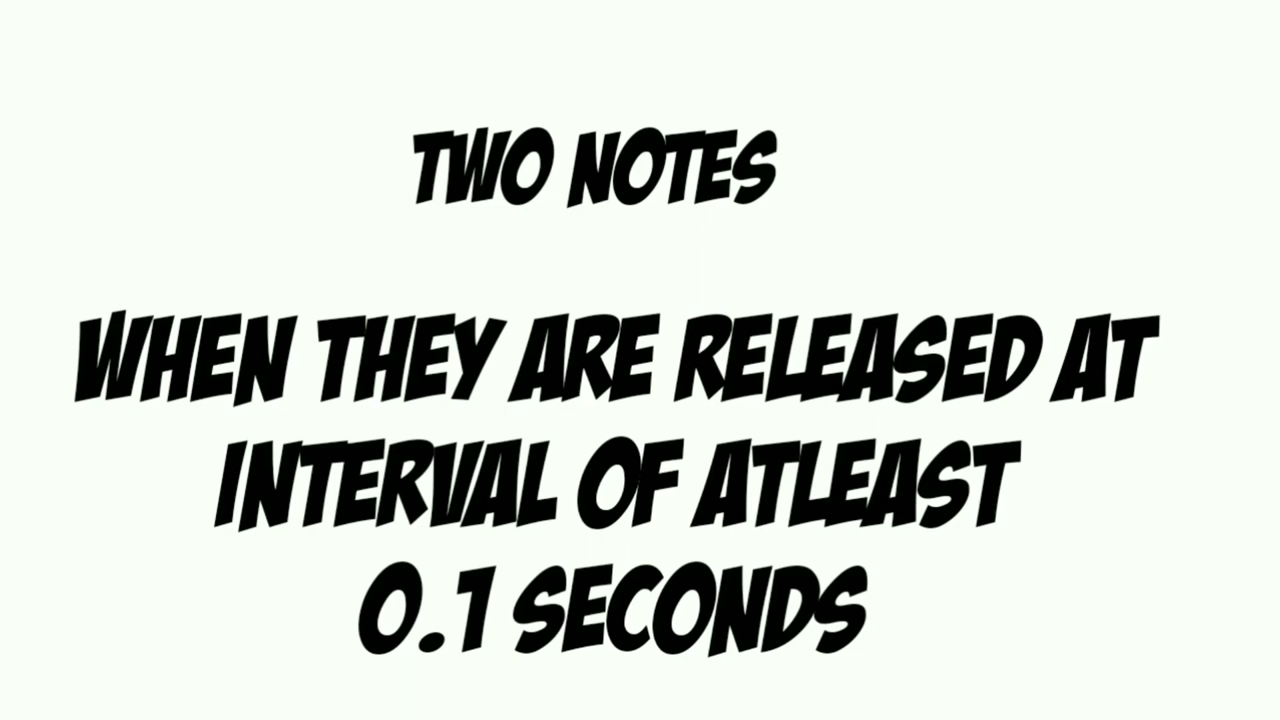 TWO NOTES
WHEN THEY ARE RELEASED AT
INTERVAL OF ATLEAST
0.1 SECONDS